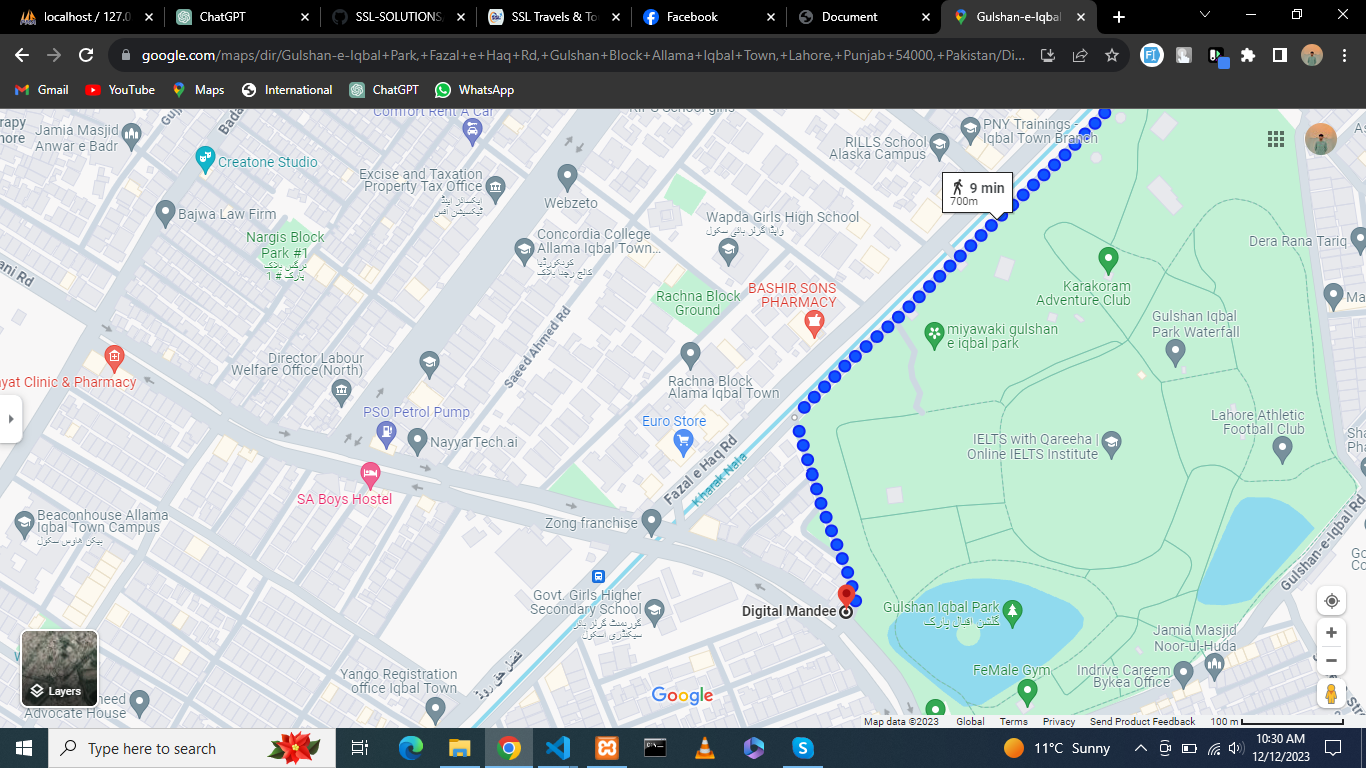 localhost / 127.0
ChatGPT
SSL-SOLUTIONS
SSL Travels & To
Facebook
Document
Gulshan-e-Iqbal
google.com/maps/dir/Gulshan-e-Iqbal+Park,+Fazal+e+Haq+Rd,+Gulshan+Block+Allama+Iqbal+Town,+Lahore,+Punjab+54000,+Pakistan/Di...
Gmail
YouTube
Maps
International
ChatGPT
WhatsApp
Comfort Rent A Car
Jamia Masjid
Anwar e Badr
Creatone Studio
Excise and Taxation
Property Tax Office
ایکسائز اینڈ
ٹیکسیشن آفس
Webzeto
RILLS School
Alaska Campus
PNY Trainings -
Iqbal Town Branch
9 min
700m
Bajwa Law Firm
Nargis Block
Park #1
نرگس بلاک
پارک # 1
Concordia College
Allama Iqbal Town...
کونکورڈیا
کالج رچنا بلاک
Wapda Girls High School
واپڈا گرلز ہائی سکول
Dera Rana Tariq
Karakoram
Adventure Club
Rachna Block
Ground
BASHIR SONS
PHARMACY
miyawaki gulshan
e iqbal park
Gulshan Iqbal
Park Waterfall
Saeed Ahmed Rd
Director Labour
Welfare Office(North)
yat Clinic & Pharmacy
Rachna Block
Alama Iqbal Town
PSO Petrol Pump
Euro Store
NayyarTech.ai
Lahore Athletic
Football Club
IELTS with Qareeha |
Online IELTS Institute
Fazal e Haq Rd
Kharak Nala
SA Boys Hostel
Beaconhouse Allama
Iqbal Town Campus
بیکن ہاؤس سکول
Zong franchise
Gulshan-e-Iqbal Rd
Govt. Girls Higher
Secondary School
گورنمنٹ گرلز ہائر
سیکنڈری اسکول
Digital Mandee
Gulshan Iqbal Park
گلشن اقبال پارک
Jamia Masjid
Noor-ul-Huda
FeMale Gym
Indrive Careem
Bykea Office
Yango Registration
office Iqbal Town
فضل حق روڈ
Layers
Advocate House
Google
Map data ©2023
Global
Terms
Privacy
Send Product Feedback
100 m
Type here to search
11°C Sunny
10:30 AM
12/12/2023